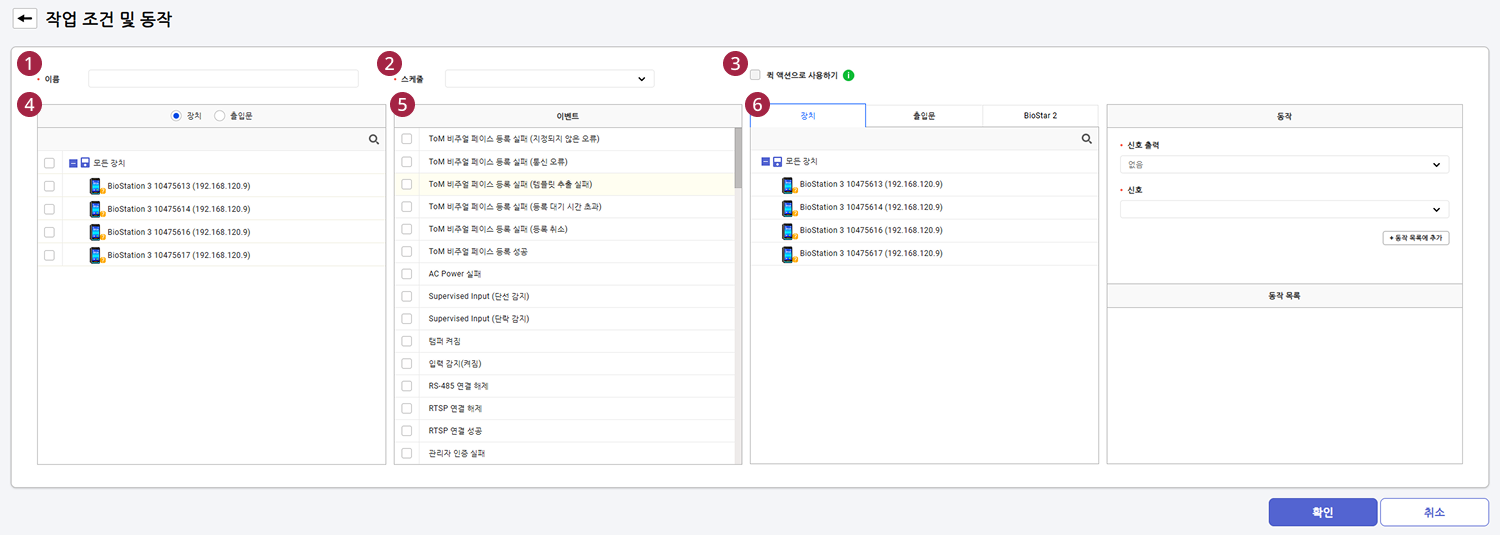 작업 조건 및 동작
1 • 이름
2 • 스케줄
3 퀵 액션으로 사용하기 i
4 장치 출입문
모든 장치
BioStation 3 10475613 (192.168.120.9)
BioStation 3 10475614 (192.168.120.9)
BioStation 3 10475616 (192.168.120.9)
BioStation 3 10475617 (192.168.120.9)
5 이벤트
ToM 비주얼 페이스 등록 실패 (지정되지 않은 오류)
ToM 비주얼 페이스 등록 실패 (통신 오류)
ToM 비주얼 페이스 등록 실패 (템플릿 추출 실패)
ToM 비주얼 페이스 등록 실패 (등록 대기 시간 초과)
ToM 비주얼 페이스 등록 실패 (등록 취소)
ToM 비주얼 페이스 등록 성공
AC Power 실패
Supervised Input (단선 감지)
Supervised Input (단락 감지)
탬퍼 켜짐
입력 감지(켜짐)
RS-485 연결 해제
RTSP 연결 해제
RTSP 연결 성공
관리자 인증 실패
6 장치 출입문 BioStar 2
모든 장치
BioStation 3 10475613 (192.168.120.9)
BioStation 3 10475614 (192.168.120.9)
BioStation 3 10475616 (192.168.120.9)
BioStation 3 10475617 (192.168.120.9)
동작
• 신호 출력
없음
• 신호
+ 동작 목록에 추가
동작 목록
확인 취소